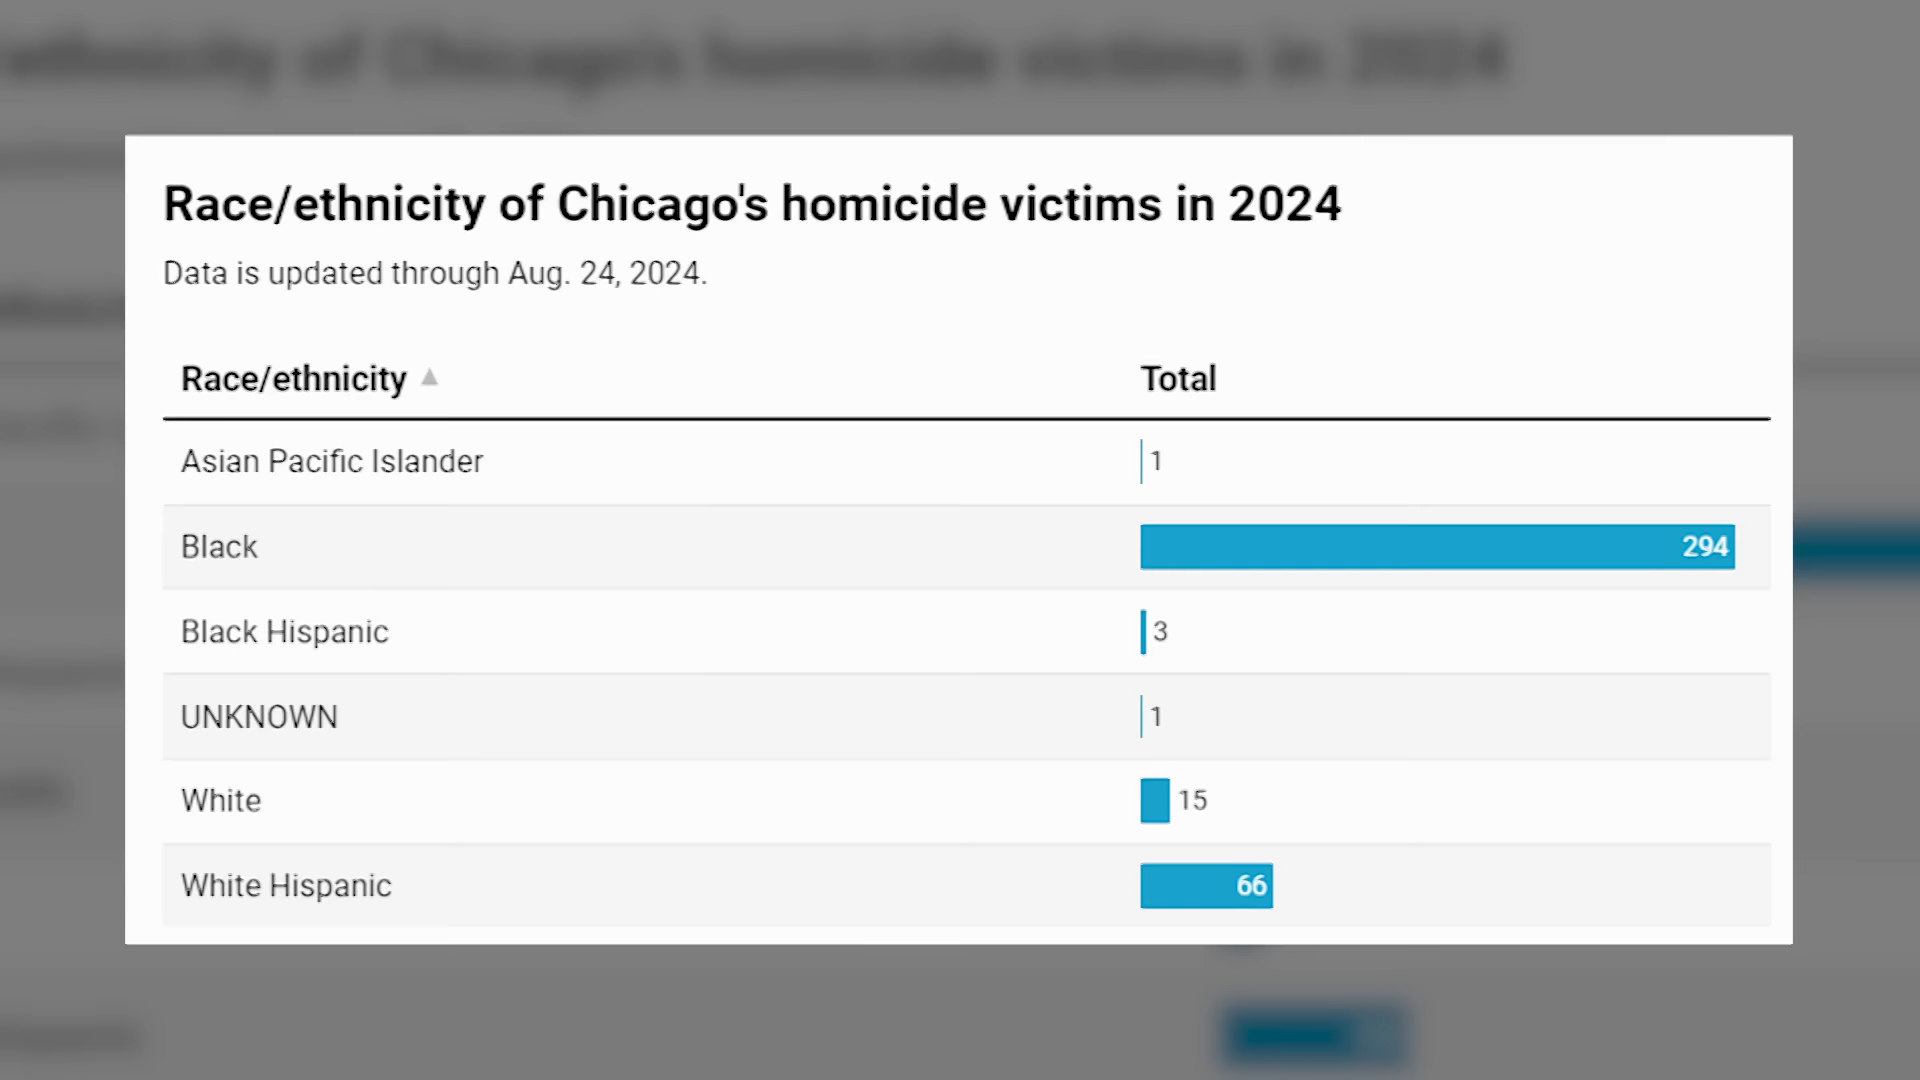 Race/ethnicity of Chicago's homicide victims in 2024
Data is updated through Aug. 24, 2024.
Race/ethnicity ▲ Total
Asian Pacific Islander 1
Black 294
Black Hispanic 3
UNKNOWN 1
White 15
White Hispanic 66